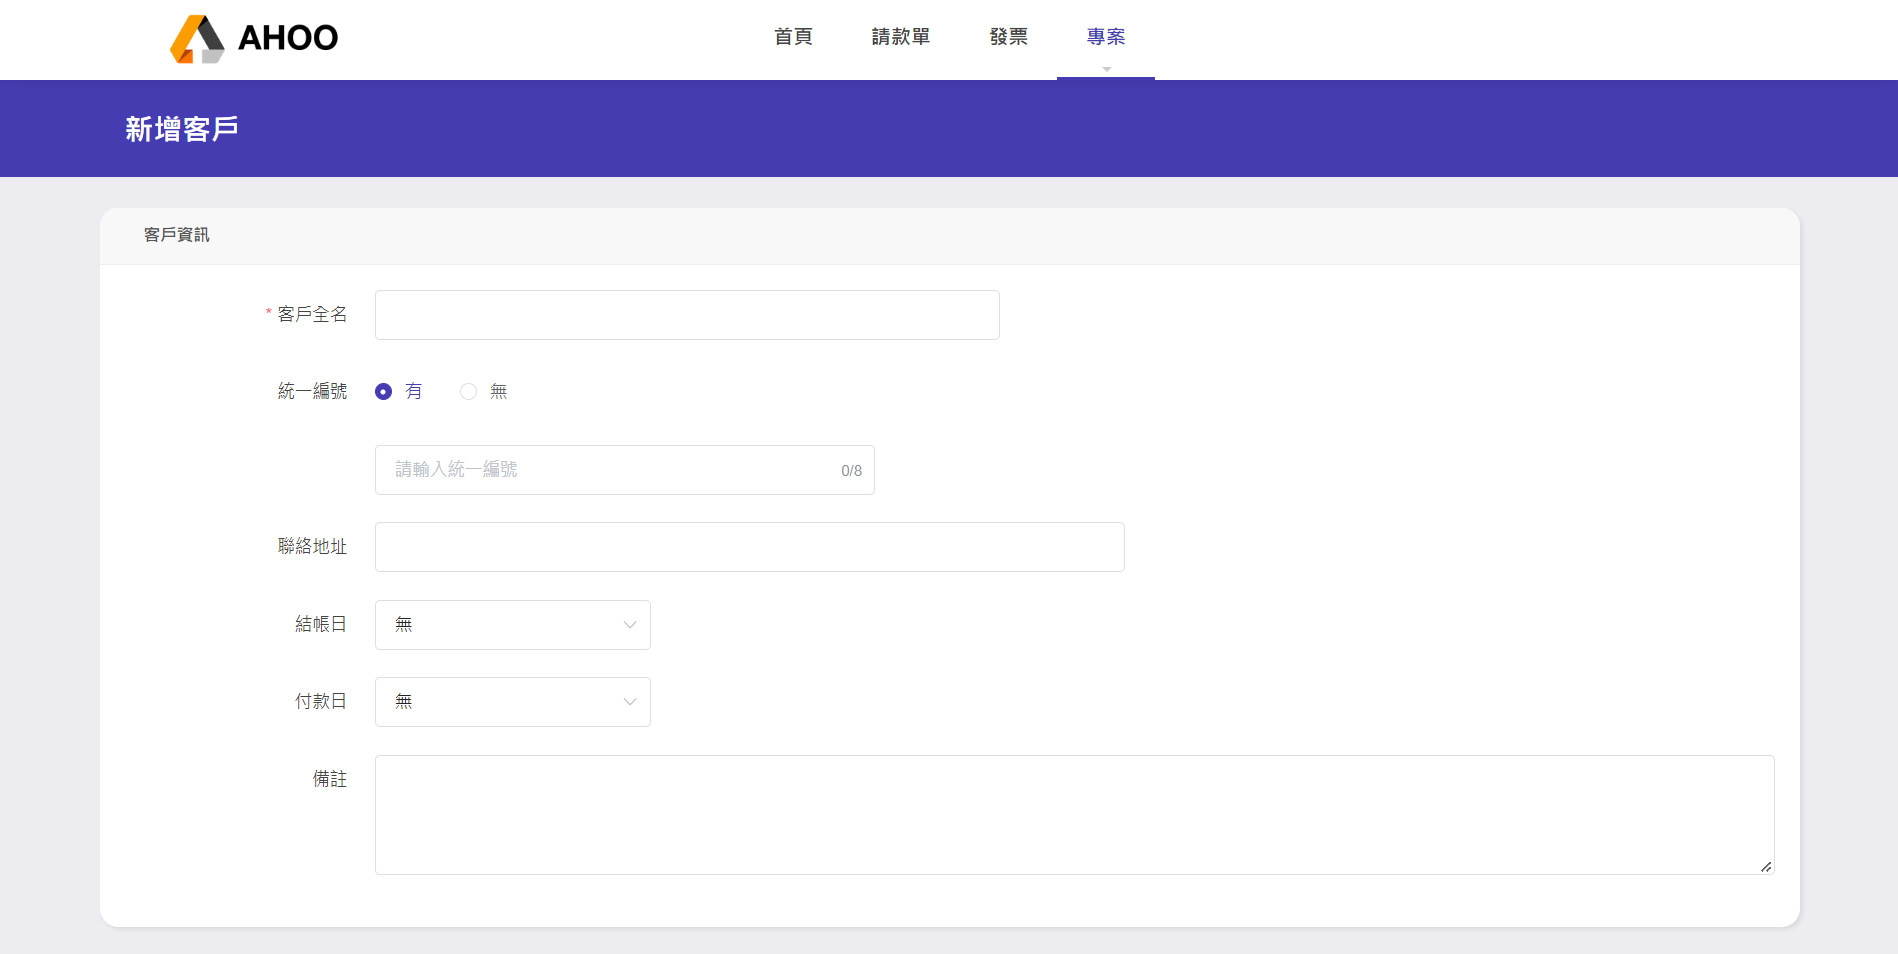 AHOO 首頁 請款單 發票 專案
新增客戶
客戶資訊
* 客戶全名
統一編號 有 無
請輸入統一編號 0/8
聯絡地址
結帳日 無
付款日 無
備註